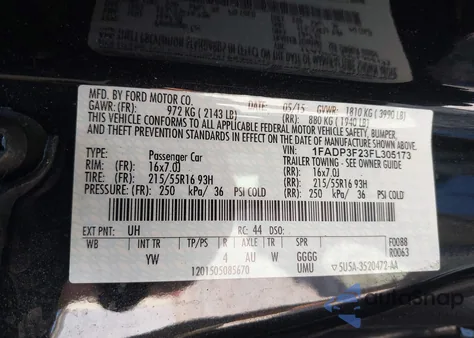 MFD. BY FORD MOTOR CO.
DATE: 05/15 GVWR: 1810 KG ( 3990 LB)
GAWR: (FR): 972 KG ( 2143 LB) (RR): 880 KG ( 1940 LB)
THIS VEHICLE CONFORMS TO ALL APPLICABLE FEDERAL MOTOR VEHICLE SAFETY, BUMPER,
AND THEFT PREVENTION STANDARDS IN EFFECT ON THE DATE OF MANUFACTURE SHOWN ABOVE.
VIN: 1FADP3F23FL305173
TYPE: Passenger Car TRAILER TOWING - SEE OWNER GUIDE
RIM: (FR): 16x7.0J (RR): 16x7.0J
TIRE: (FR): 215/55R16 93H (RR): 215/55R16 93H
PRESSURE: (FR): 250 kPa/ 36 PSI COLD (RR): 250 kPa/ 36 PSI COLD
EXT PNT: UH RC: 44 DSO: F0088
WB INT TR TP/PS R AXLE TR SPR R0063
YW 4 AU W GGGG
1201505085670 UMU ▽5U5A-3520472-AA
autosnap